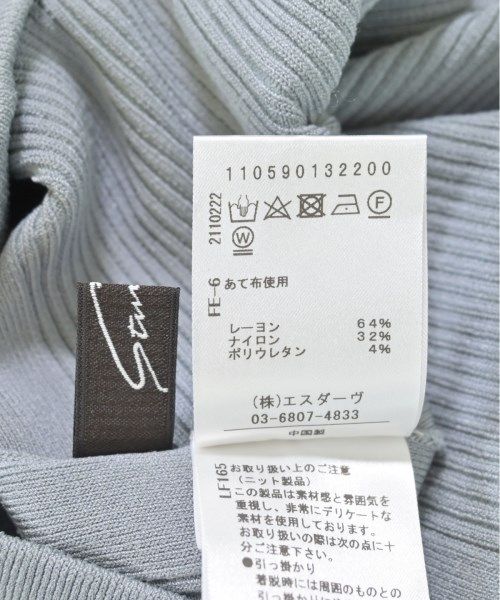 110590132200
2110222
F
W
FE-6
あて布使用
レーヨン 64%
ナイロン 32%
ポリウレタン 4%
(株)エスダーヴ
03-6807-4833
中国製
LF165
お取り扱い上のご注意
(ニット製品)
この製品は素材感と雰囲気を
重視し、非常にデリケートな
素材を使用しております。
お取り扱いの際は次の点に十
分ご注意下さい。
●引っ掛かり
着脱時には周囲のものとの